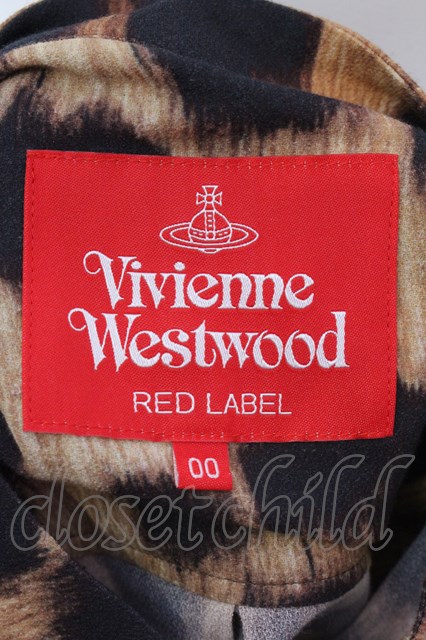 Vivienne
Westwood
RED LABEL
00
closetchild